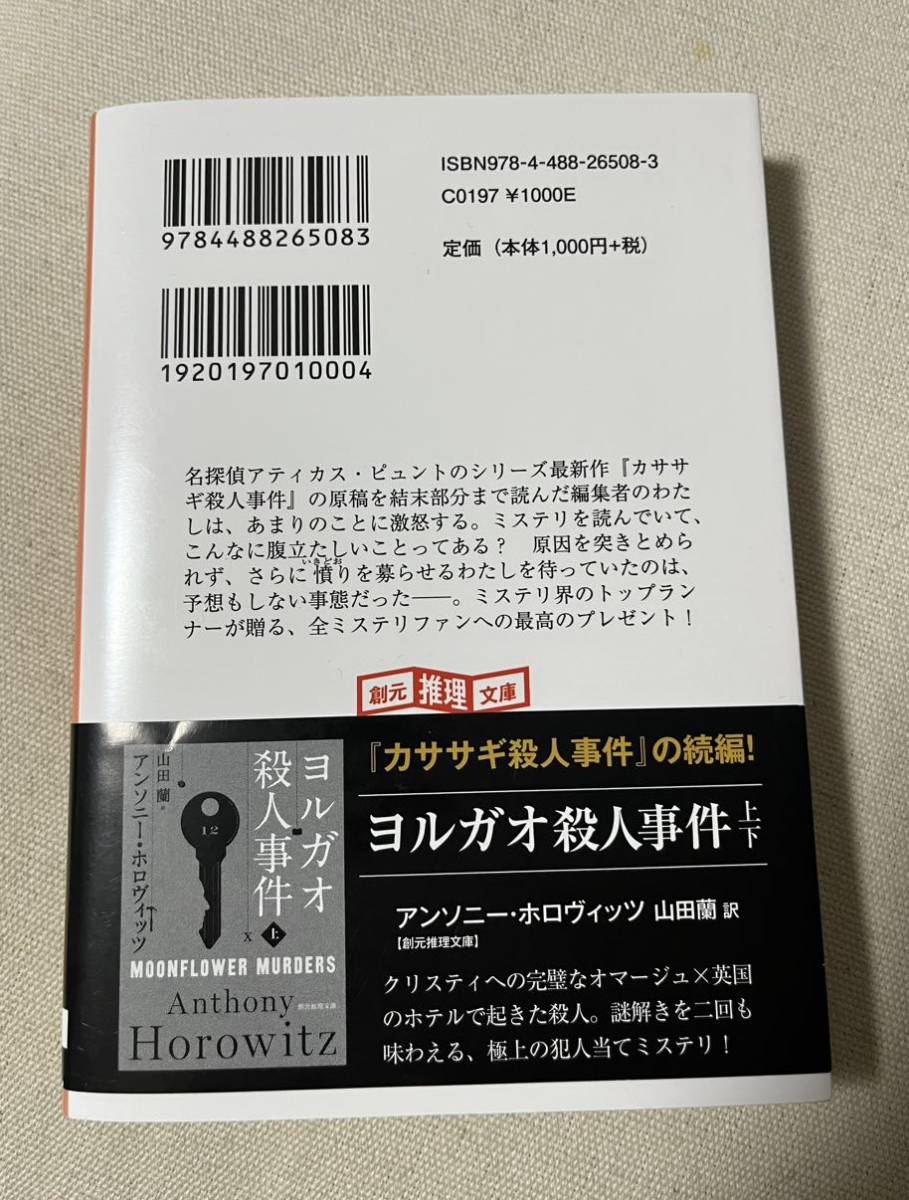 ISBN978-4-488-26508-3
C0197 ¥1000E
定価（本体1,000円+税）
9784488265083
1920197010004
名探偵アティカス・ピュントのシリーズ最新作『カササ
ギ殺人事件』の原稿を結末部分まで読んだ編集者のわた
しは、あまりのことに激怒する。ミステリを読んでいて、
こんなに腹立たしいことってある？　原因を突きとめら
いきどお
れず、さらに憤りを募らせるわたしを待っていたのは、
予想もしない事態だった――。ミステリ界のトップラン
ナーが贈る、全ミステリファンへの最高のプレゼント！
創元推理文庫
『カササギ殺人事件』の続編！
ヨルガオ殺人事件 上下
アンソニー・ホロヴィッツ 山田蘭 訳
【創元推理文庫】
クリスティへの完璧なオマージュ×英国
のホテルで起きた殺人。謎解きを二回も
味わえる、極上の犯人当てミステリ！
ヨルガオ
殺人事件
上
アンソニー・ホロヴィッツ
山田 蘭 訳
12
x
MOONFLOWER MURDERS
Anthony
創元推理文庫
Horowitz